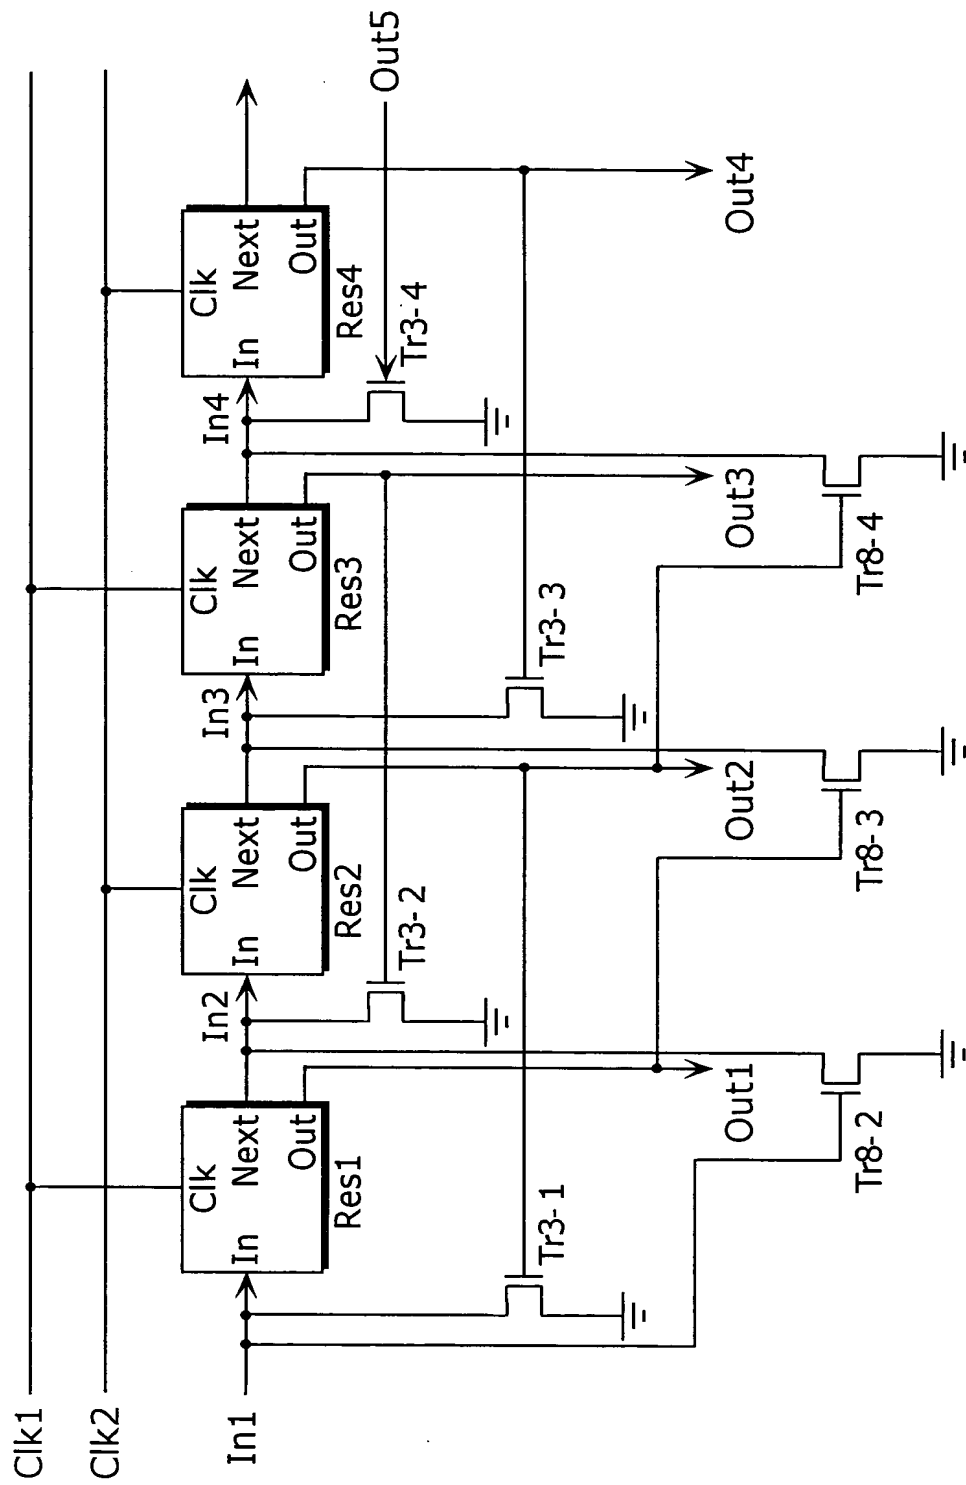 Clk1
Clk2
In1
Clk
In
Next
Out
Res1
In2
Clk
In
Next
Out
Res2
In3
Clk
In
Next
Out
Res3
In4
Clk
In
Next
Out
Res4
Out5
Tr3-1
Tr3-2
Tr3-3
Tr3-4
Out1
Out2
Out3
Out4
Tr8-2
Tr8-3
Tr8-4